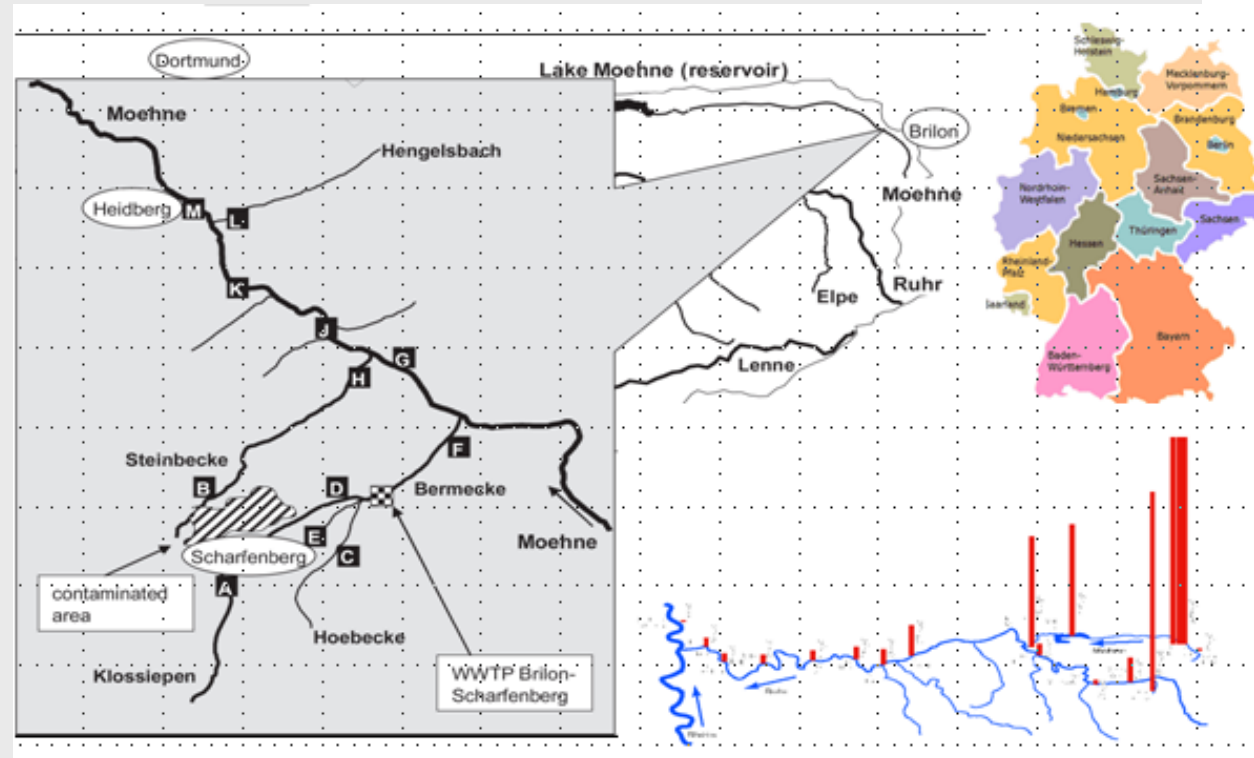 Dortmund
Moehne
Hengelsbach
Heidberg
M
L
K
J
G
H
F
Steinbecke
B
D
Bermecke
E
C
Scharfenberg
Moehne
contaminated
area
A
Hoebecke
Klossiepen
WWTP Brilon-
Scharfenberg
Lake Moehne (reservoir)
Brilon
Moehne
Elpe
Ruhr
Lenne
Schleswig-
Holstein
Mecklenburg-
Vorpommern
Hamburg
Bremen
Brandenburg
Niedersachsen
Berlin
Sachsen-
Anhalt
Nordrhein-
Westfalen
Sachsen
Thüringen
Hessen
Rheinland-
Pfalz
Saarland
Bayern
Baden-
Württemberg